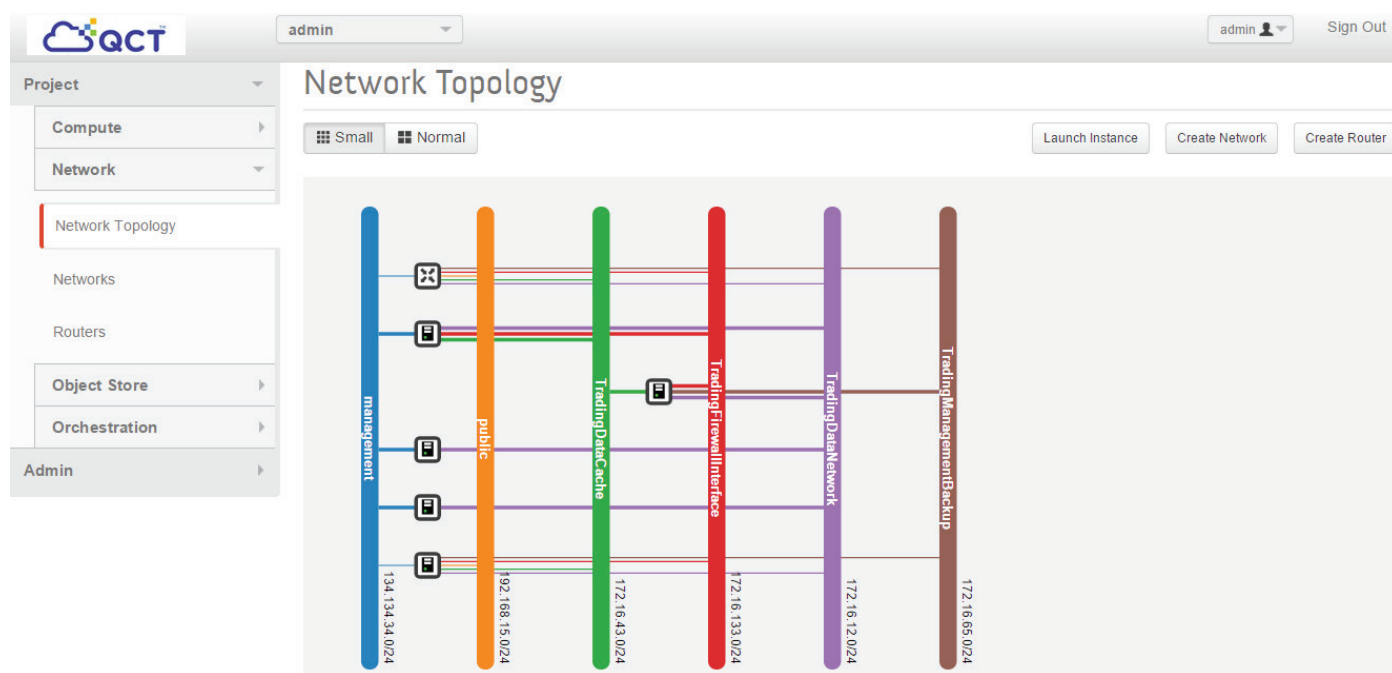 QCT
admin
admin
Sign Out
Project
Compute
Network
Network Topology
Networks
Routers
Object Store
Orchestration
Admin
Network Topology
Small
Normal
Launch Instance
Create Network
Create Router
management
134.134.34.0/24
public
192.168.15.0/24
TradingDataCache
172.16.43.0/24
TradingFirewallInterface
172.16.133.0/24
TradingDataNetwork
172.16.12.0/24
TradingManagementBackup
172.16.65.0/24